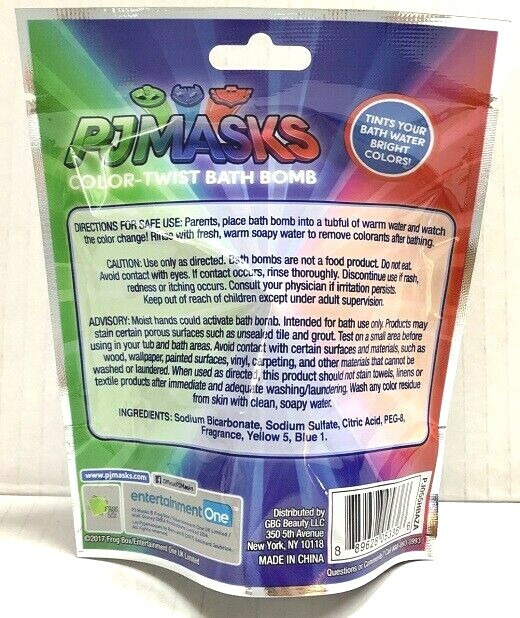 PJMASKS
COLOR-TWIST BATH BOMB
TINTS YOUR
BATH WATER
BRIGHT
COLORS!
DIRECTIONS FOR SAFE USE: Parents, place bath bomb into a tubful of warm water and watch
the color change! Rinse with fresh, warm soapy water to remove colorants after bathing.
CAUTION: Use only as directed. Bath bombs are not a food product. Do not eat.
Avoid contact with eyes. If contact occurs, rinse thoroughly. Discontinue use if rash,
redness or itching occurs. Consult your physician if irritation persists.
Keep out of reach of children except under adult supervision.
ADVISORY: Moist hands could activate bath bomb. Intended for bath use only. Products may
stain certain porous surfaces such as unsealed tile and grout. Test on a small area before
using in your tub and bath areas. Avoid contact with certain surfaces and materials, such as
wood, wallpaper, painted surfaces, vinyl, carpeting, and other materials that cannot be
washed or laundered. When used as directed, this product should not stain towels, linens or
textile products after immediate and adequate washing/laundering. Wash any color residue
from skin with clean, soapy water.
INGREDIENTS: Sodium Bicarbonate, Sodium Sulfate, Citric Acid, PEG-8,
Fragrance, Yellow 5, Blue 1.
www.pjmasks.com
OfficialPJMasks
entertainmentOne
©2017 Frog Box/Entertainment One UK Limited
Distributed by
GBG Beauty LLC
350 5th Avenue
New York, NY 10118
MADE IN CHINA
Questions or Comments? Call